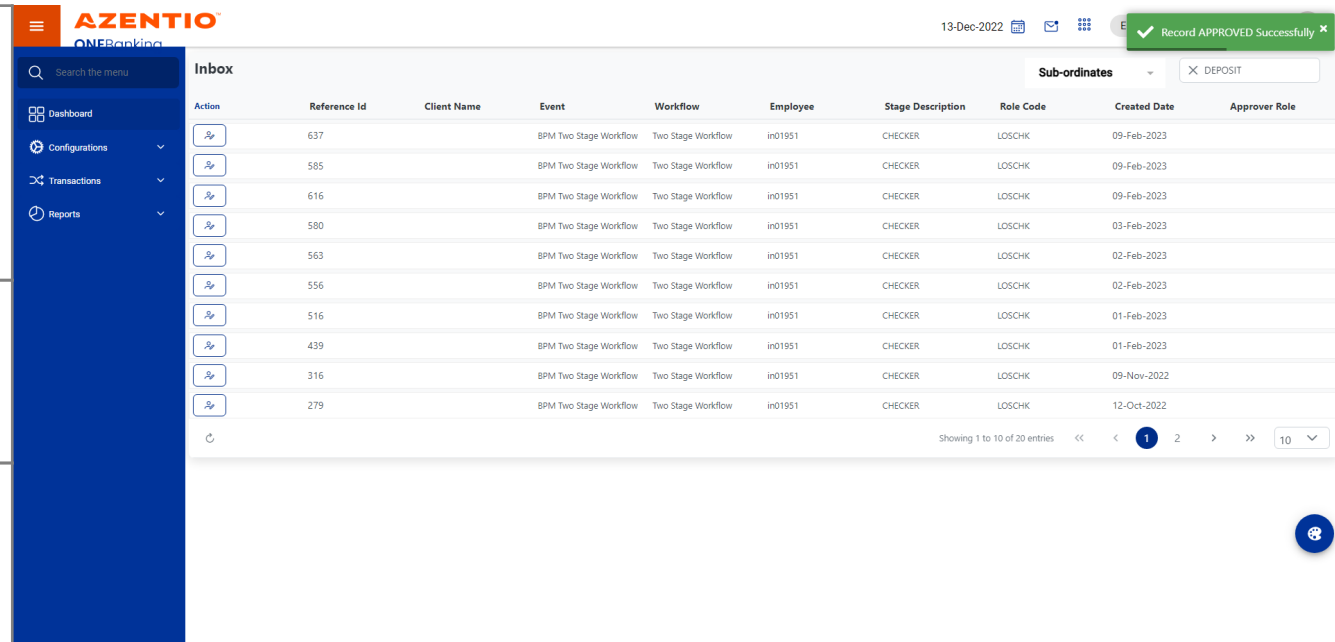 AZENTIO
ONEBanking
13-Dec-2022
E
Record APPROVED Successfully
Search the menu
Dashboard
Configurations
Transactions
Reports
Inbox
Sub-ordinates
DEPOSIT
Action Reference Id Client Name Event Workflow Employee Stage Description Role Code Created Date Approver Role
637 BPM Two Stage Workflow Two Stage Workflow in01951 CHECKER LOSCHK 09-Feb-2023
585 BPM Two Stage Workflow Two Stage Workflow in01951 CHECKER LOSCHK 09-Feb-2023
616 BPM Two Stage Workflow Two Stage Workflow in01951 CHECKER LOSCHK 09-Feb-2023
580 BPM Two Stage Workflow Two Stage Workflow in01951 CHECKER LOSCHK 03-Feb-2023
563 BPM Two Stage Workflow Two Stage Workflow in01951 CHECKER LOSCHK 02-Feb-2023
556 BPM Two Stage Workflow Two Stage Workflow in01951 CHECKER LOSCHK 02-Feb-2023
516 BPM Two Stage Workflow Two Stage Workflow in01951 CHECKER LOSCHK 01-Feb-2023
439 BPM Two Stage Workflow Two Stage Workflow in01951 CHECKER LOSCHK 01-Feb-2023
316 BPM Two Stage Workflow Two Stage Workflow in01951 CHECKER LOSCHK 09-Nov-2022
279 BPM Two Stage Workflow Two Stage Workflow in01951 CHECKER LOSCHK 12-Oct-2022
Showing 1 to 10 of 20 entries << < 1 2 > >> 10